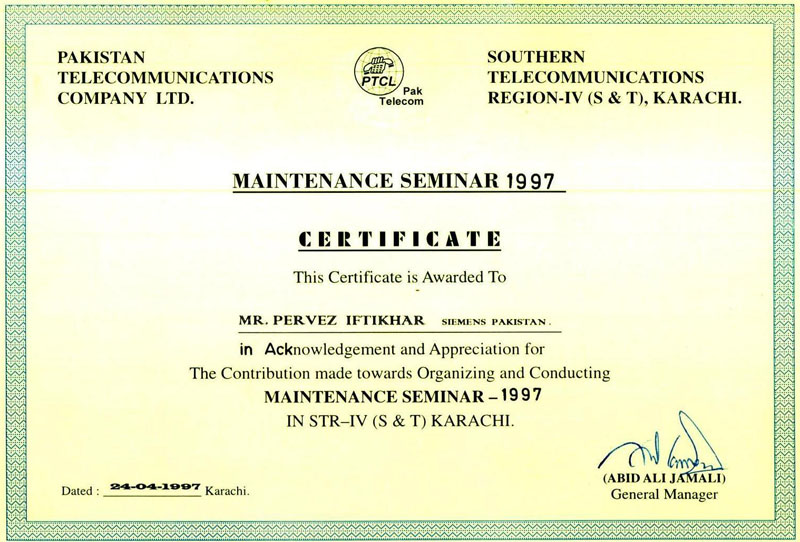 PAKISTAN
TELECOMMUNICATIONS
COMPANY LTD.
PTCL
Pak
Telecom
SOUTHERN
TELECOMMUNICATIONS
REGION-IV (S & T), KARACHI.
MAINTENANCE SEMINAR 1997
CERTIFICATE
This Certificate is Awarded To
MR. PERVEZ IFTIKHAR SIEMENS PAKISTAN.
in Acknowledgement and Appreciation for
The Contribution made towards Organizing and Conducting
MAINTENANCE SEMINAR – 1997
IN STR–IV (S & T) KARACHI.
(ABID ALI JAMALI)
General Manager
Dated : 24-04-1997 Karachi.